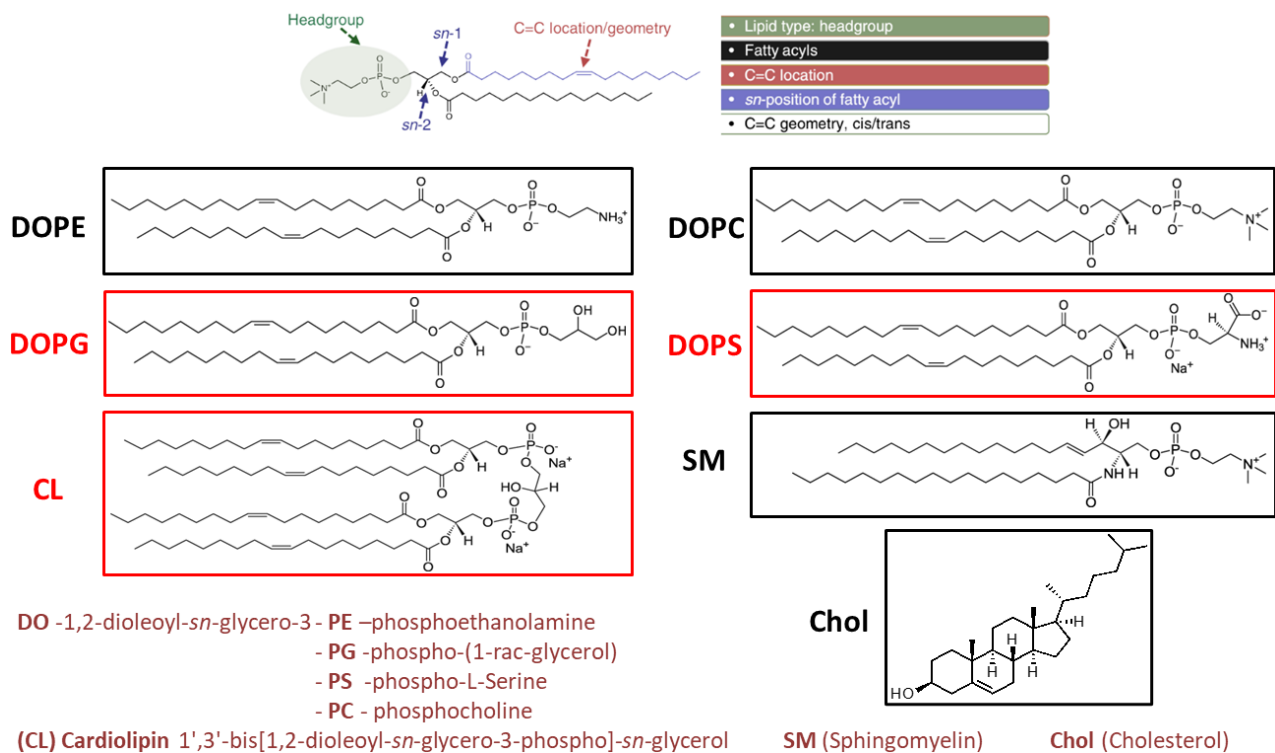 Headgroup
sn-1
C=C location/geometry
sn-2
• Lipid type: headgroup
• Fatty acyls
• C=C location
• sn-position of fatty acyl
• C=C geometry, cis/trans
O
O
P
O
O
O-
N+
H
O
O
DOPE
O
O
O
O
P
O
O-
NH3+
O
H
O
DOPC
O
O
O
O
P
O
O-
N+
O
H
O
DOPG
O
O
O
O
P
O
O-
OH
OH
O
H
O
DOPS
O
O
O
O
P
O
O-
Na+
H
O
O-
NH3+
O
H
O
CL
O
O
O
O
P
O-
Na+
O
O
H
O
HO
H
O
O
O
O
P
O
O-
Na+
O
H
O
SM
H
OH
O
O
P
O
O-
N+
NH
H
O
Chol
H
H
H
H
HO
DO -1,2-dioleoyl-sn-glycero-3 - PE –phosphoethanolamine
- PG -phospho-(1-rac-glycerol)
- PS -phospho-L-Serine
- PC - phosphocholine
(CL) Cardiolipin 1',3'-bis[1,2-dioleoyl-sn-glycero-3-phospho]-sn-glycerol
SM (Sphingomyelin)
Chol (Cholesterol)